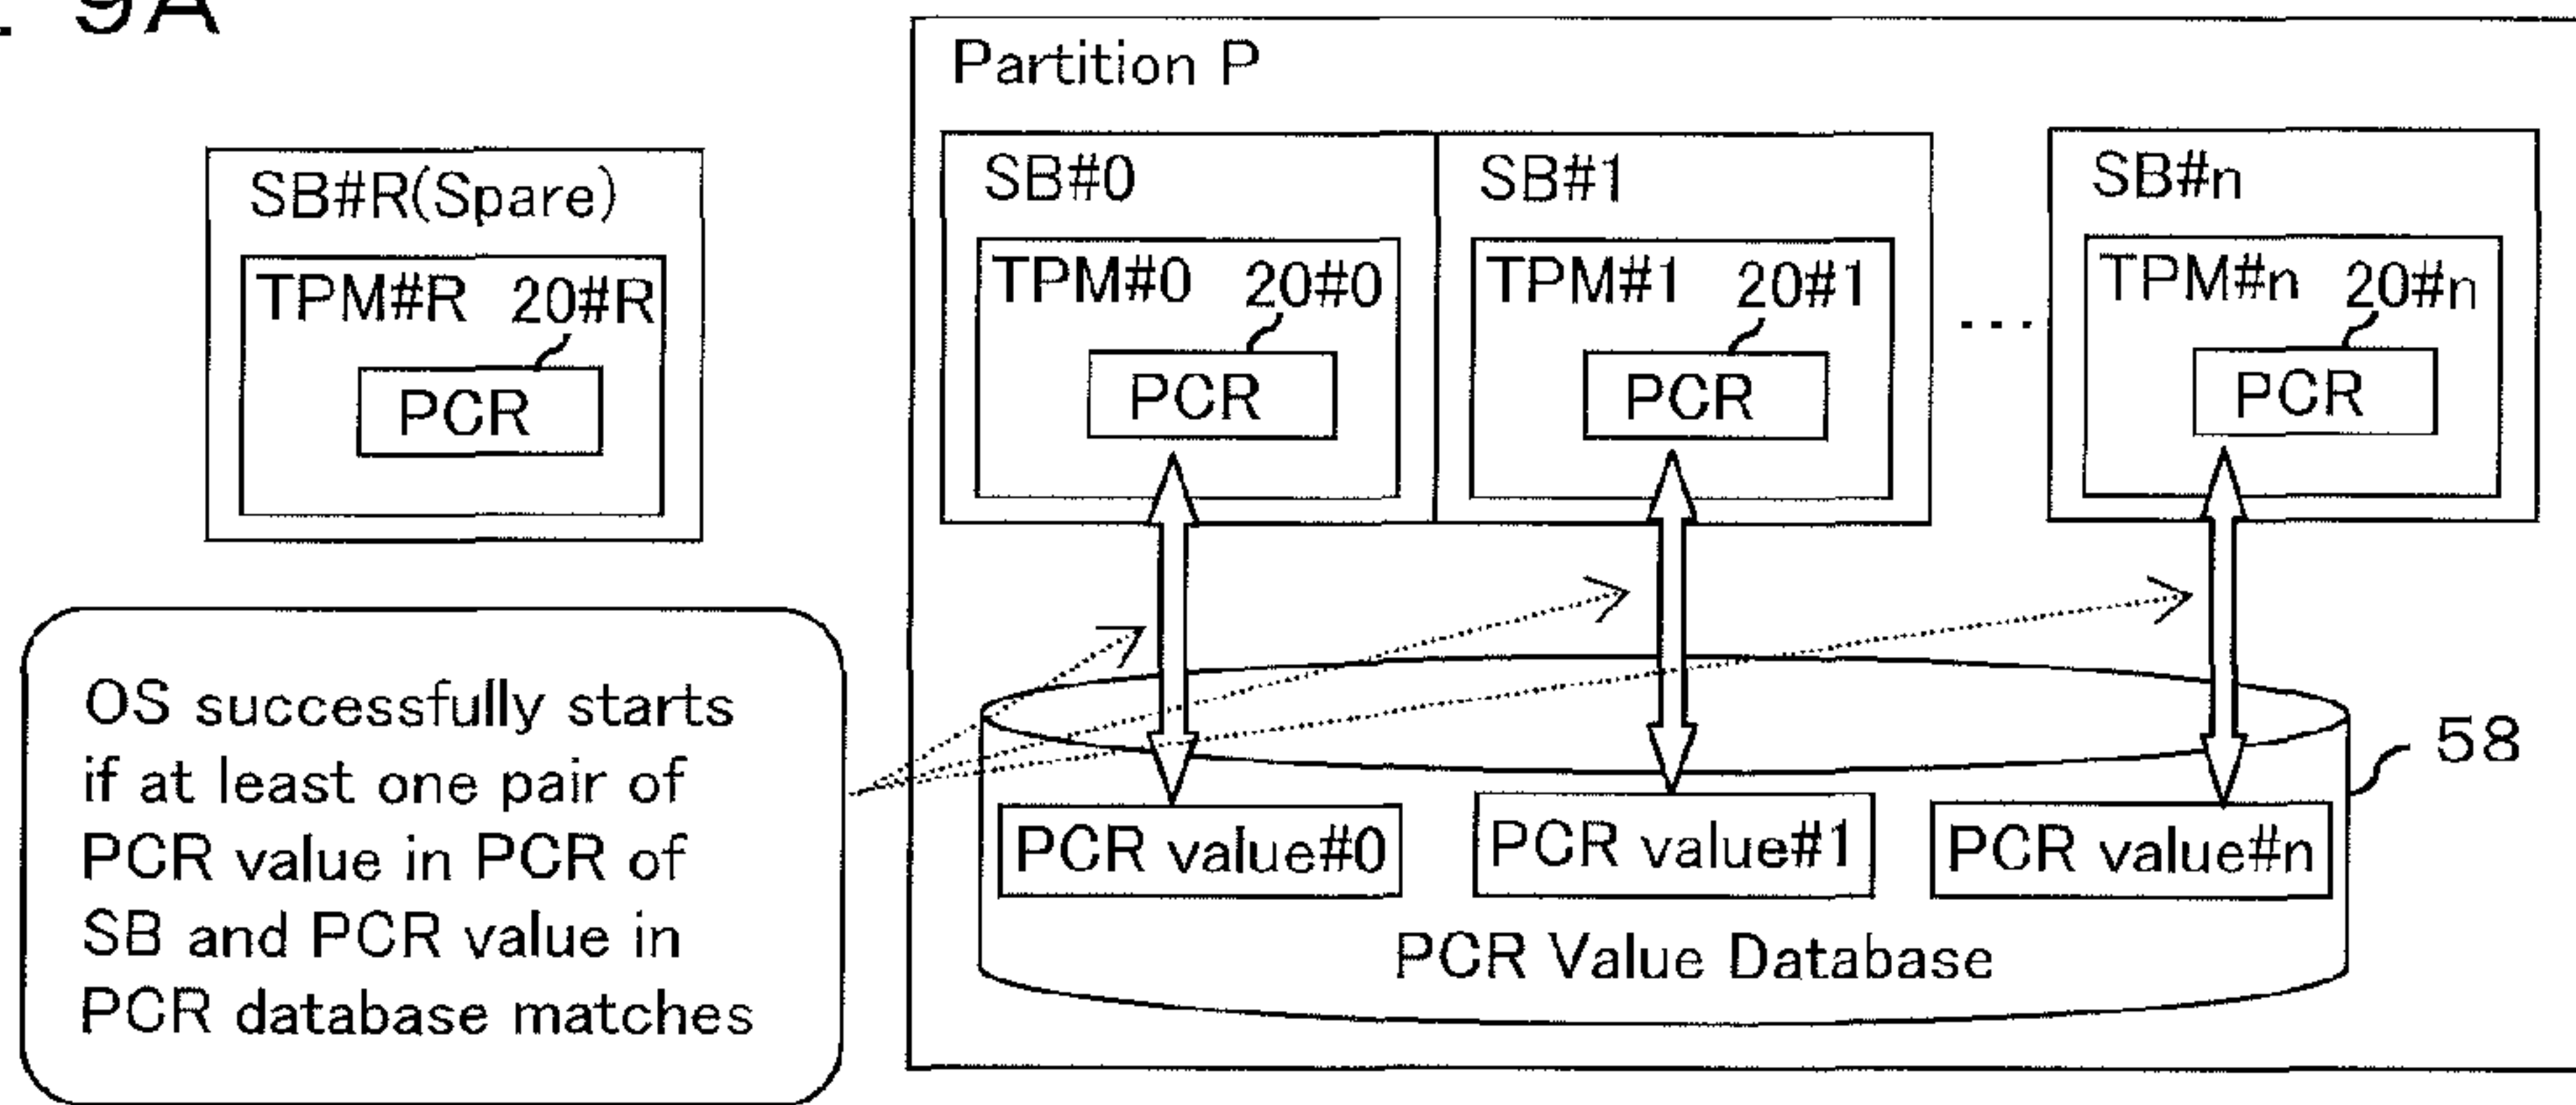 9A
Partition P
SB#R(Spare)
TPM#R 20#R
PCR
SB#0
TPM#0 20#0
PCR
SB#1
TPM#1 20#1
PCR
...
SB#n
TPM#n 20#n
PCR
OS successfully starts
if at least one pair of
PCR value in PCR of
SB and PCR value in
PCR database matches
58
PCR value#0
PCR value#1
PCR value#n
PCR Value Database